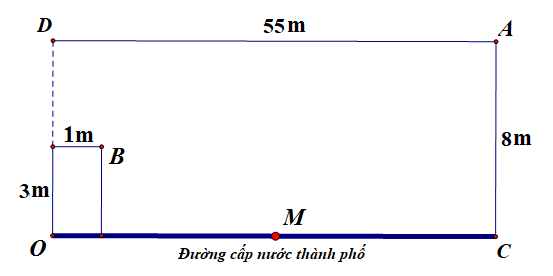 D 55m A
1m B 8m
3m
M
O Đường cấp nước thành phố C